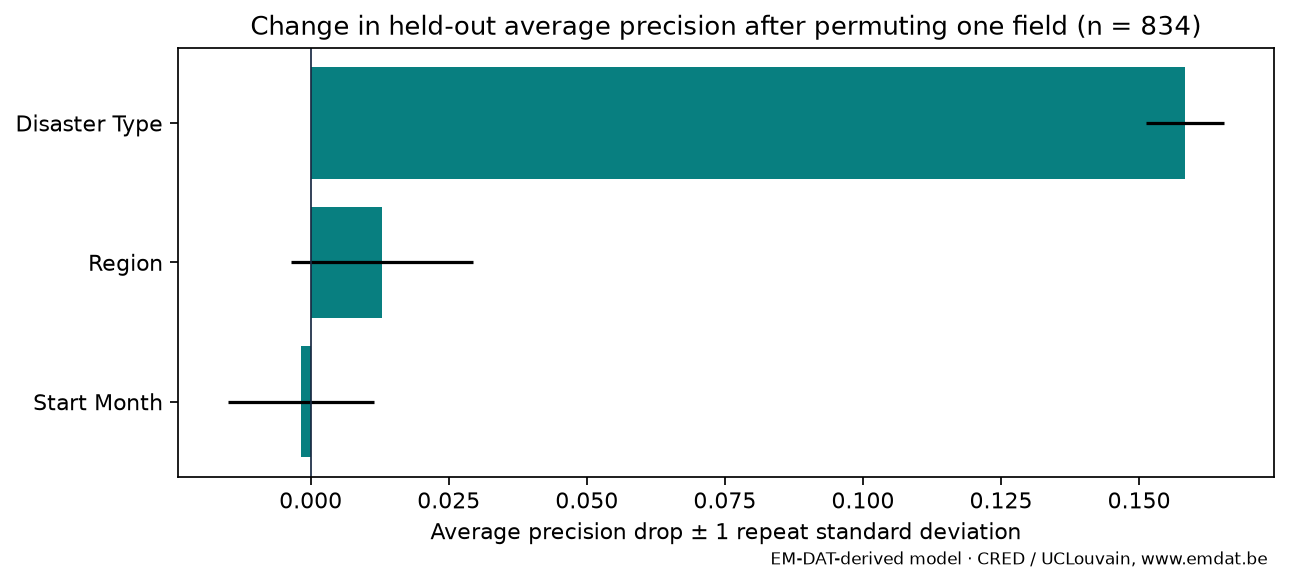 Change in held-out average precision after permuting one field (n = 834)
Disaster Type
Region
Start Month
0.000 0.025 0.050 0.075 0.100 0.125 0.150
Average precision drop ± 1 repeat standard deviation
EM-DAT-derived model · CRED / UCLouvain, www.emdat.be